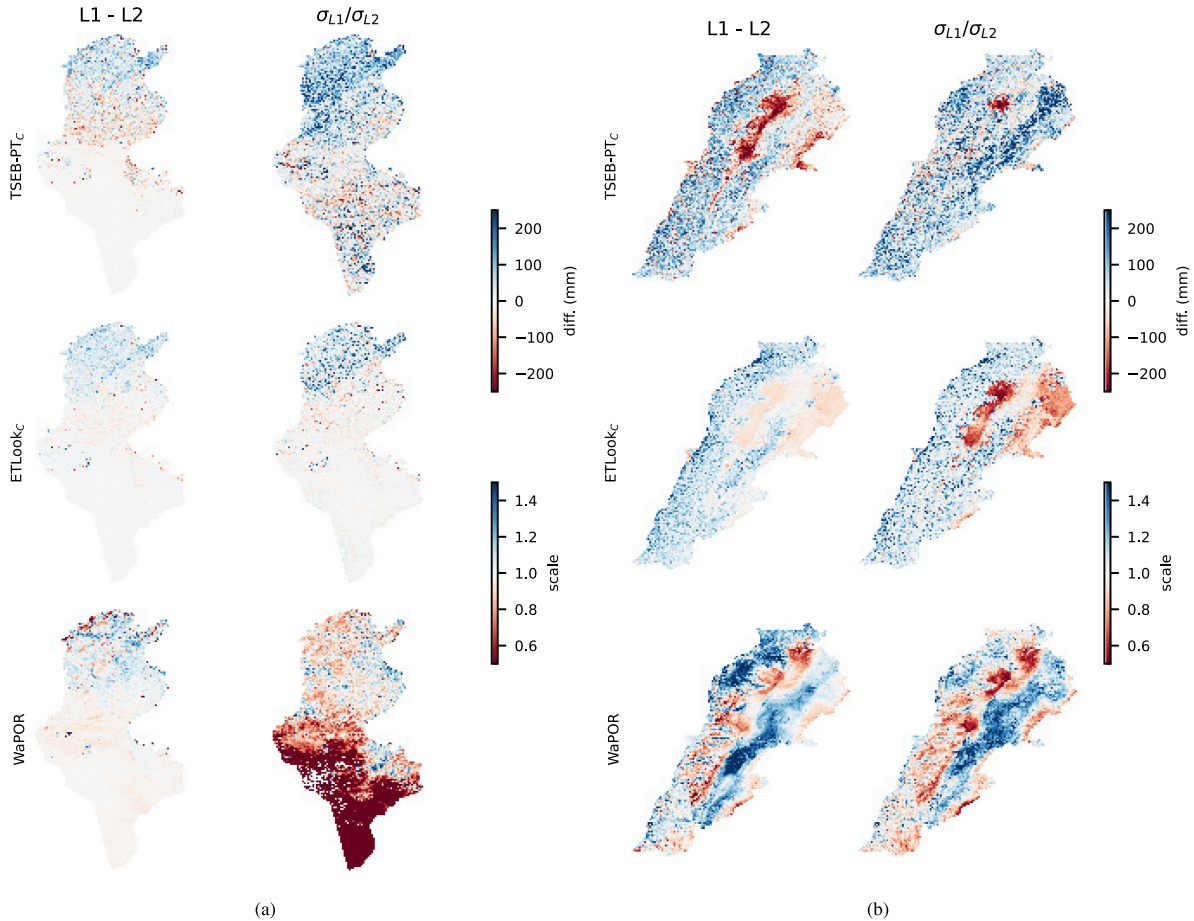 L1 - L2
σL1/σL2
TSEB-PTC
ETLookC
WaPOR
200
100
0
−100
−200
diff. (mm)
1.4
1.2
1.0
0.8
0.6
scale
(a)
L1 - L2
σL1/σL2
TSEB-PTC
ETLookC
WaPOR
200
100
0
−100
−200
diff. (mm)
1.4
1.2
1.0
0.8
0.6
scale
(b)